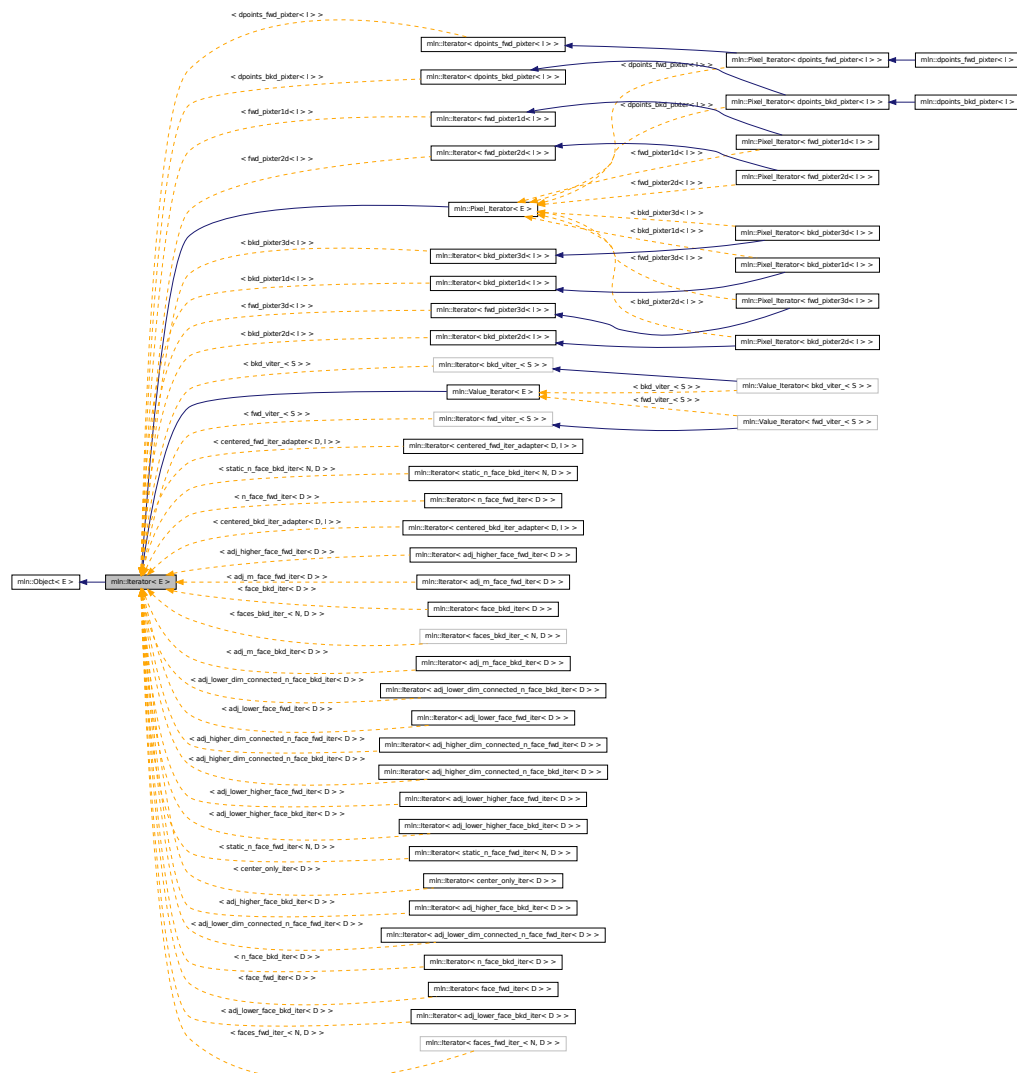 < dpoints_fwd_pixter< I > >
mln::Iterator< dpoints_fwd_pixter< I > >
mln::Pixel_Iterator< dpoints_fwd_pixter< I > >
mln::dpoints_fwd_pixter< I >
< dpoints_fwd_pixter< I > >
< dpoints_bkd_pixter< I > >
mln::Iterator< dpoints_bkd_pixter< I > >
mln::Pixel_Iterator< dpoints_bkd_pixter< I > >
mln::dpoints_bkd_pixter< I >
< dpoints_bkd_pixter< I > >
< fwd_pixter1d< I > >
mln::Iterator< fwd_pixter1d< I > >
mln::Pixel_Iterator< fwd_pixter1d< I > >
< fwd_pixter1d< I > >
< fwd_pixter2d< I > >
mln::Iterator< fwd_pixter2d< I > >
mln::Pixel_Iterator< fwd_pixter2d< I > >
< fwd_pixter2d< I > >
mln::Pixel_Iterator< E >
< bkd_pixter3d< I > >
mln::Pixel_Iterator< bkd_pixter3d< I > >
< bkd_pixter1d< I > >
< bkd_pixter3d< I > >
mln::Iterator< bkd_pixter3d< I > >
< fwd_pixter3d< I > >
mln::Pixel_Iterator< bkd_pixter1d< I > >
< bkd_pixter1d< I > >
mln::Iterator< bkd_pixter1d< I > >
< bkd_pixter2d< I > >
mln::Pixel_Iterator< fwd_pixter3d< I > >
< fwd_pixter3d< I > >
mln::Iterator< fwd_pixter3d< I > >
< bkd_pixter2d< I > >
mln::Iterator< bkd_pixter2d< I > >
mln::Pixel_Iterator< bkd_pixter2d< I > >
< bkd_viter_< S > >
mln::Iterator< bkd_viter_< S > >
mln::Value_Iterator< E >
< bkd_viter_< S > >
mln::Value_Iterator< bkd_viter_< S > >
< fwd_viter_< S > >
< fwd_viter_< S > >
mln::Iterator< fwd_viter_< S > >
mln::Value_Iterator< fwd_viter_< S > >
< centered_fwd_iter_adapter< D, I > >
mln::Iterator< centered_fwd_iter_adapter< D, I > >
< static_n_face_bkd_iter< N, D > >
mln::Iterator< static_n_face_bkd_iter< N, D > >
< n_face_fwd_iter< D > >
mln::Iterator< n_face_fwd_iter< D > >
< centered_bkd_iter_adapter< D, I > >
mln::Iterator< centered_bkd_iter_adapter< D, I > >
< adj_higher_face_fwd_iter< D > >
mln::Iterator< adj_higher_face_fwd_iter< D > >
mln::Object< E >
mln::Iterator< E >
< adj_m_face_fwd_iter< D > >
mln::Iterator< adj_m_face_fwd_iter< D > >
< face_bkd_iter< D > >
mln::Iterator< face_bkd_iter< D > >
< faces_bkd_iter_< N, D > >
mln::Iterator< faces_bkd_iter_< N, D > >
< adj_m_face_bkd_iter< D > >
mln::Iterator< adj_m_face_bkd_iter< D > >
< adj_lower_dim_connected_n_face_bkd_iter< D > >
mln::Iterator< adj_lower_dim_connected_n_face_bkd_iter< D > >
< adj_lower_face_fwd_iter< D > >
mln::Iterator< adj_lower_face_fwd_iter< D > >
< adj_higher_dim_connected_n_face_fwd_iter< D > >
mln::Iterator< adj_higher_dim_connected_n_face_fwd_iter< D > >
< adj_higher_dim_connected_n_face_bkd_iter< D > >
mln::Iterator< adj_higher_dim_connected_n_face_bkd_iter< D > >
< adj_lower_higher_face_fwd_iter< D > >
mln::Iterator< adj_lower_higher_face_fwd_iter< D > >
< adj_lower_higher_face_bkd_iter< D > >
mln::Iterator< adj_lower_higher_face_bkd_iter< D > >
< static_n_face_fwd_iter< N, D > >
mln::Iterator< static_n_face_fwd_iter< N, D > >
< center_only_iter< D > >
mln::Iterator< center_only_iter< D > >
< adj_higher_face_bkd_iter< D > >
mln::Iterator< adj_higher_face_bkd_iter< D > >
< adj_lower_dim_connected_n_face_fwd_iter< D > >
mln::Iterator< adj_lower_dim_connected_n_face_fwd_iter< D > >
< n_face_bkd_iter< D > >
mln::Iterator< n_face_bkd_iter< D > >
< face_fwd_iter< D > >
mln::Iterator< face_fwd_iter< D > >
< adj_lower_face_bkd_iter< D > >
mln::Iterator< adj_lower_face_bkd_iter< D > >
< faces_fwd_iter_< N, D > >
mln::Iterator< faces_fwd_iter_< N, D > >